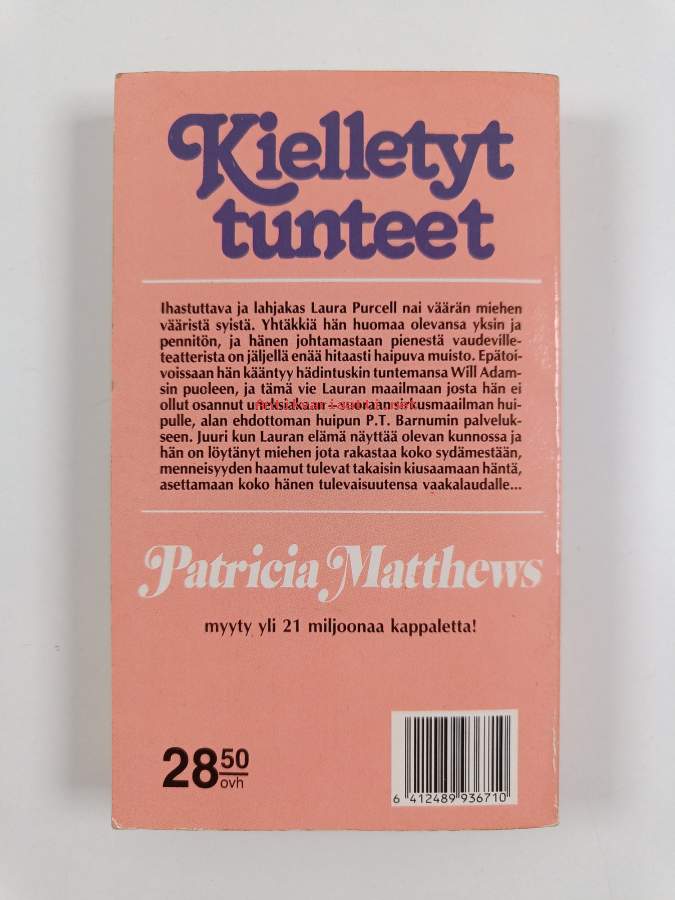 Kielletyt
tunteet
Ihastuttava ja lahjakas Laura Purcell nai väärän miehen
vääristä syistä. Yhtäkkiä hän huomaa olevansa yksin ja
pennitön, ja hänen johtamastaan pienestä vaudeville-
teatterista on jäljellä enää hitaasti haipuva muisto. Epätoi-
voissaan hän kääntyy hädintuskin tuntemansa Will Adam-
sin puoleen, ja tämä vie Lauran maailmaan josta hän ei
ollut osannut sirkusmaailman hui-
pulle, alan ehdottoman huipun P.T. Barnumin palveluk-
seen. Juuri kun Lauran elämä näyttää olevan kunnossa ja
hän on löytänyt miehen jota rakastaa koko sydämestään,
menneisyyden haamut tulevat takaisin kiusaamaan häntä,
asettamaan koko hänen tulevaisuutensa vaakalaudalle...
Antikvariaatti.net
Patricia Matthews
myyty yli 21 miljoonaa kappaletta!
28 50
ovh
6 412489 936710